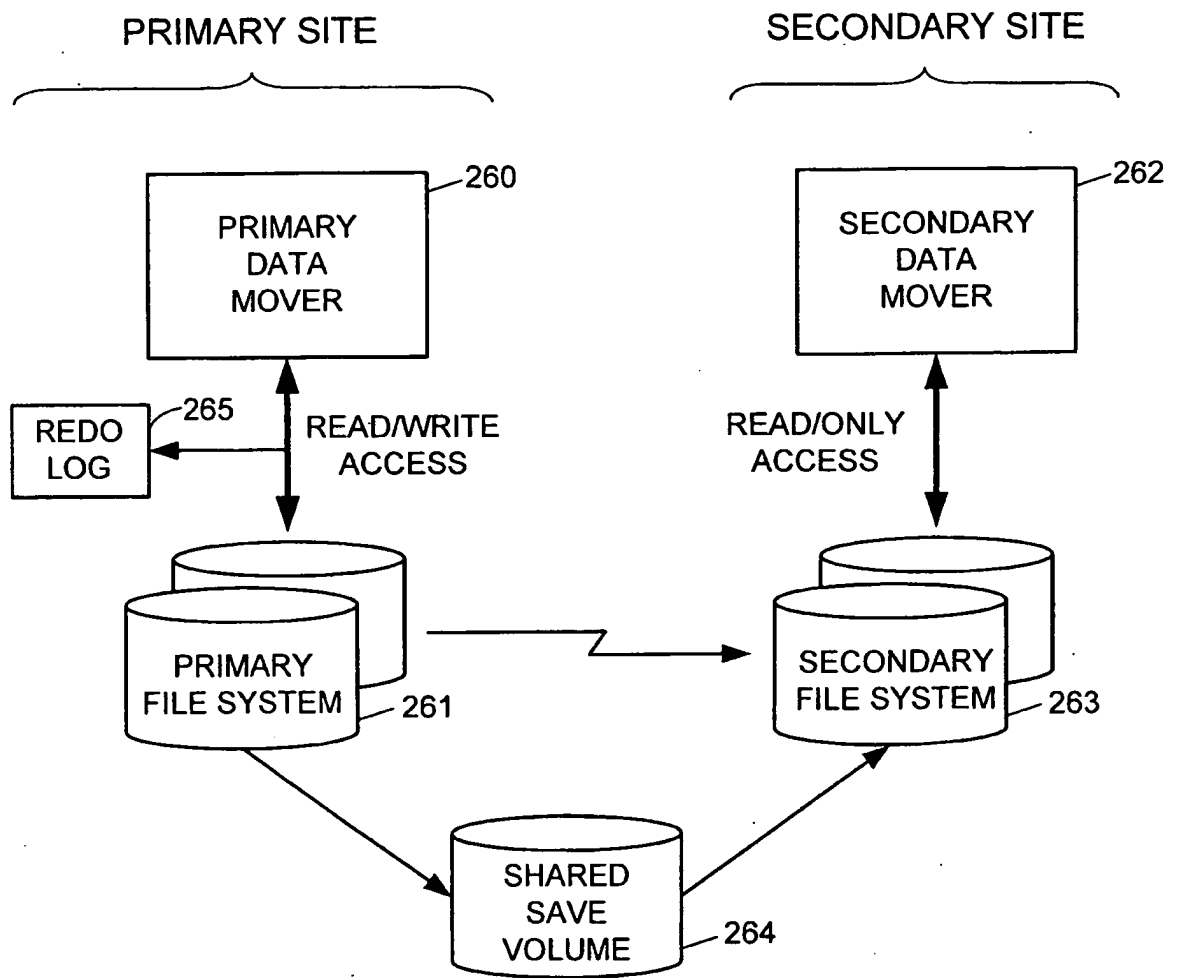 PRIMARY SITE
SECONDARY SITE
260
PRIMARY
DATA
MOVER
262
SECONDARY
DATA
MOVER
265
REDO
LOG
READ/WRITE
ACCESS
READ/ONLY
ACCESS
PRIMARY
FILE SYSTEM
261
SECONDARY
FILE SYSTEM
263
SHARED
SAVE
VOLUME
264